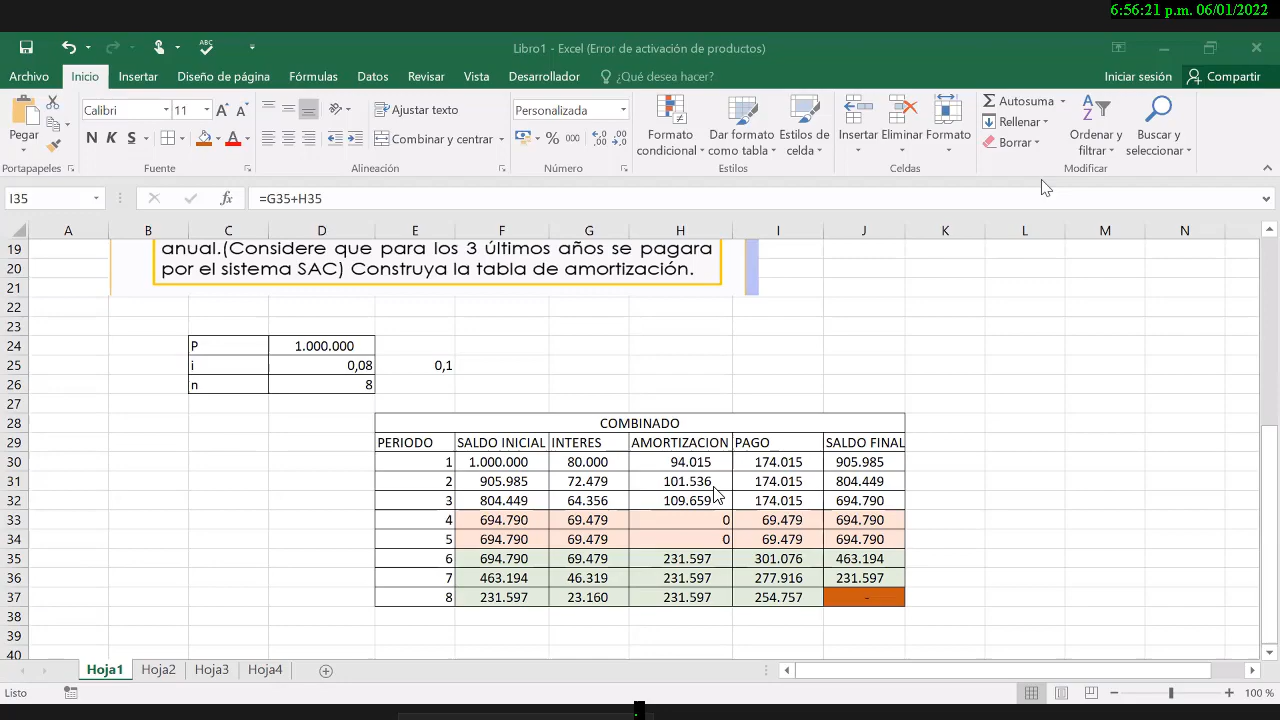 6:56:21 p.m. 06/01/2022
Libro1 - Excel (Error de activación de productos)
Archivo Inicio Insertar Diseño de página Fórmulas Datos Revisar Vista Desarrollador ¿Qué desea hacer? Iniciar sesión Compartir
Pegar
Calibri 11
N K S
Ajustar texto
Combinar y centrar
Personalizada
% 000
Formato condicional
Dar formato como tabla
Estilos de celda
Insertar Eliminar Formato
Autosuma
Rellenar
Borrar
Ordenar y filtrar
Buscar y seleccionar
Portapapeles Fuente Alineación Número Estilos Celdas Modificar
I35 fx =G35+H35
A B C D E F G H I J K L M N
19 anual.(Considere que para los 3 últimos años se pagara
20 por el sistema SAC) Construya la tabla de amortización.
21
22
23
24 P 1.000.000
25 i 0,08 0,1
26 n 8
27
28 COMBINADO
29 PERIODO SALDO INICIAL INTERES AMORTIZACION PAGO SALDO FINAL
30 1 1.000.000 80.000 94.015 174.015 905.985
31 2 905.985 72.479 101.536 174.015 804.449
32 3 804.449 64.356 109.659 174.015 694.790
33 4 694.790 69.479 0 69.479 694.790
34 5 694.790 69.479 0 69.479 694.790
35 6 694.790 69.479 231.597 301.076 463.194
36 7 463.194 46.319 231.597 277.916 231.597
37 8 231.597 23.160 231.597 254.757 -
38
39
40
Hoja1 Hoja2 Hoja3 Hoja4
Listo 100 %